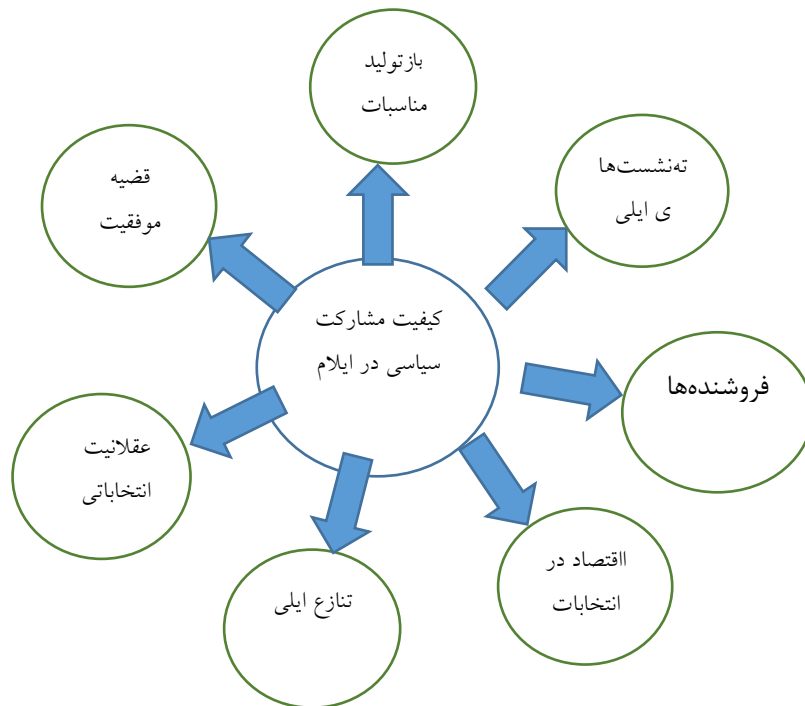 بازتولید
مناسبات
ته‌نشست‌ها
ی ایلی
قضیه
موفقیت
کیفیت مشارکت
سیاسی در ایلام
فروشنده‌ها
عقلانیت
انتخاباتی
ااقتصاد در
انتخابات
تنازع ایلی